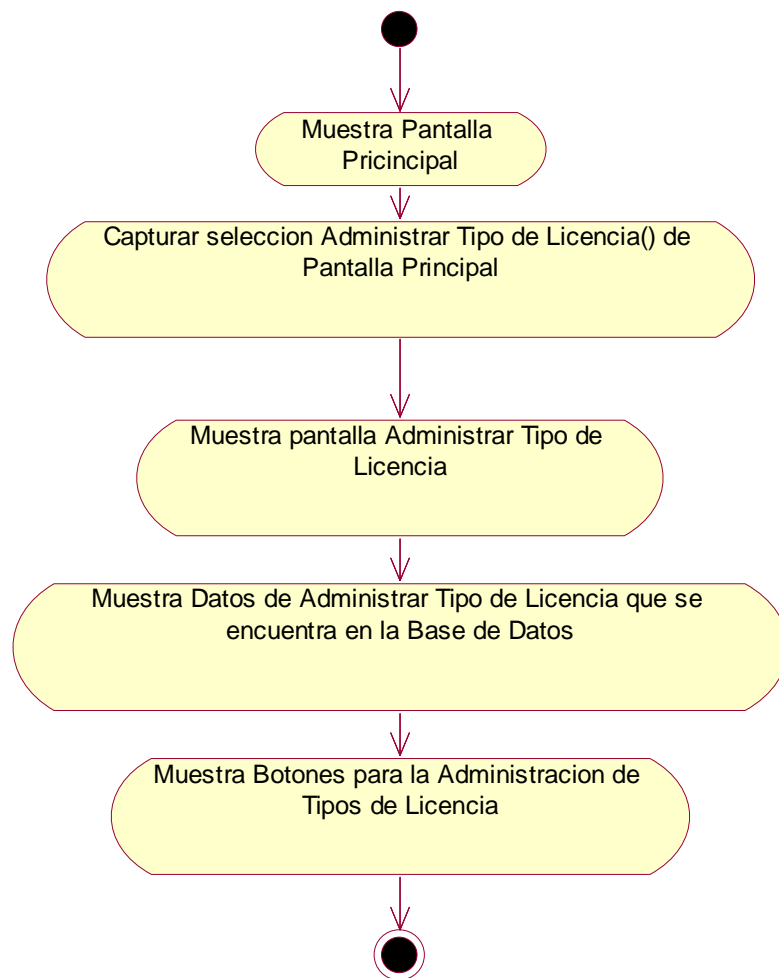 Muestra Pantalla
Pricincipal
Capturar seleccion Administrar Tipo de Licencia() de
Pantalla Principal
Muestra pantalla Administrar Tipo de
Licencia
Muestra Datos de Administrar Tipo de Licencia que se
encuentra en la Base de Datos
Muestra Botones para la Administracion de
Tipos de Licencia